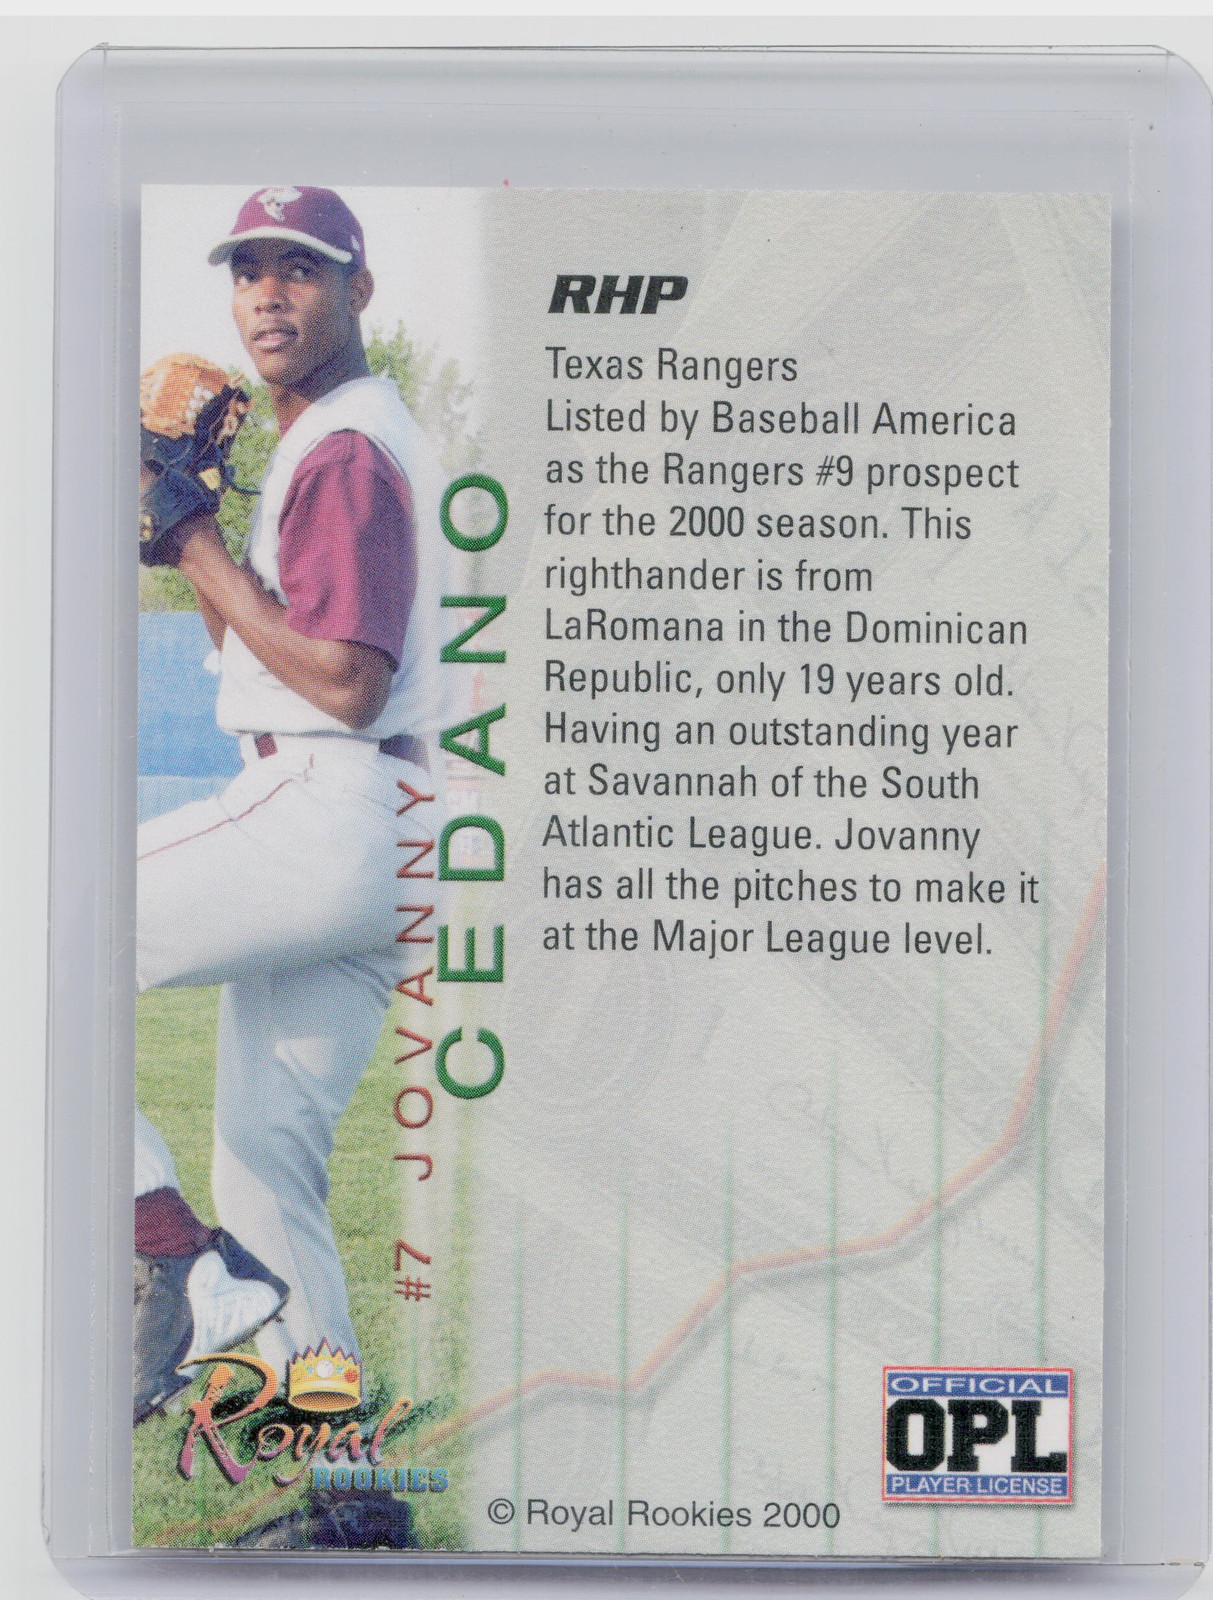 RHP
Texas Rangers
Listed by Baseball America
as the Rangers #9 prospect
for the 2000 season. This
righthander is from
LaRomana in the Dominican
Republic, only 19 years old.
Having an outstanding year
at Savannah of the South
Atlantic League. Jovanny
has all the pitches to make it
at the Major League level.
#7 JOVANNY
CEDANO
Royal
ROOKIES
© Royal Rookies 2000
OFFICIAL
OPL
PLAYER LICENSE